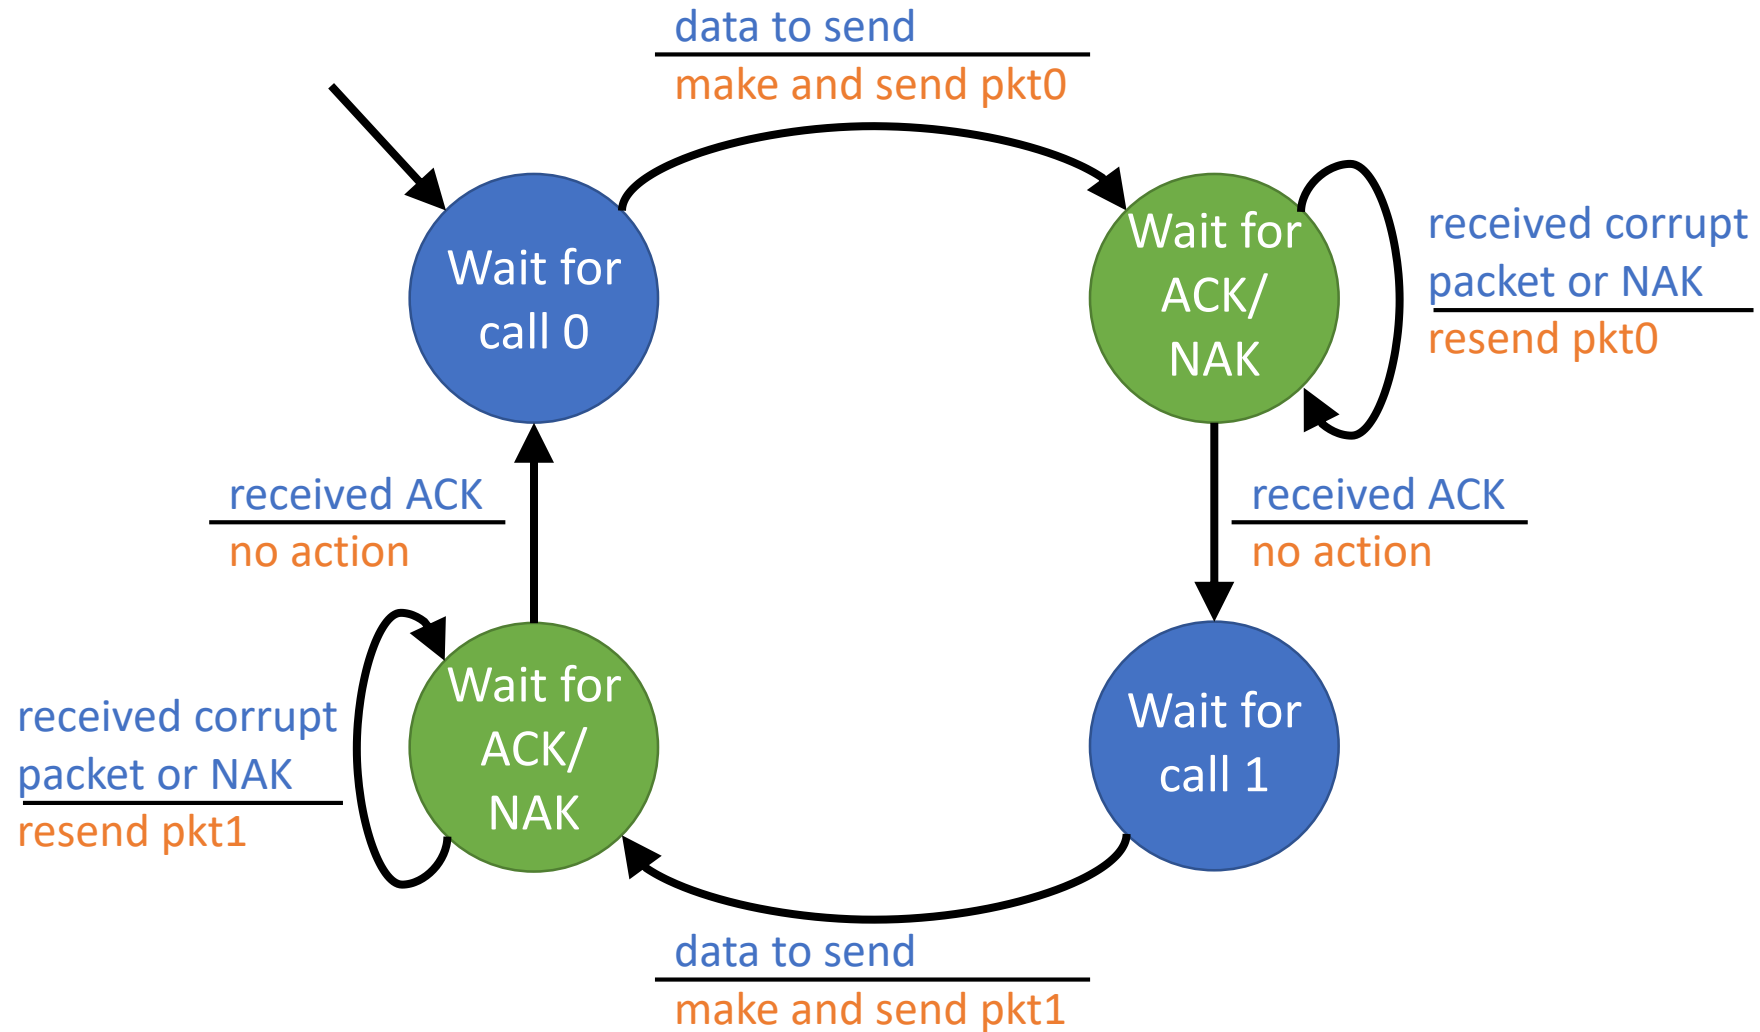 data to send
make and send pkt0
Wait for
call 0
Wait for
ACK/
NAK
received corrupt
packet or NAK
resend pkt0
received ACK
no action
received ACK
no action
Wait for
ACK/
NAK
received corrupt
packet or NAK
resend pkt1
Wait for
call 1
data to send
make and send pkt1